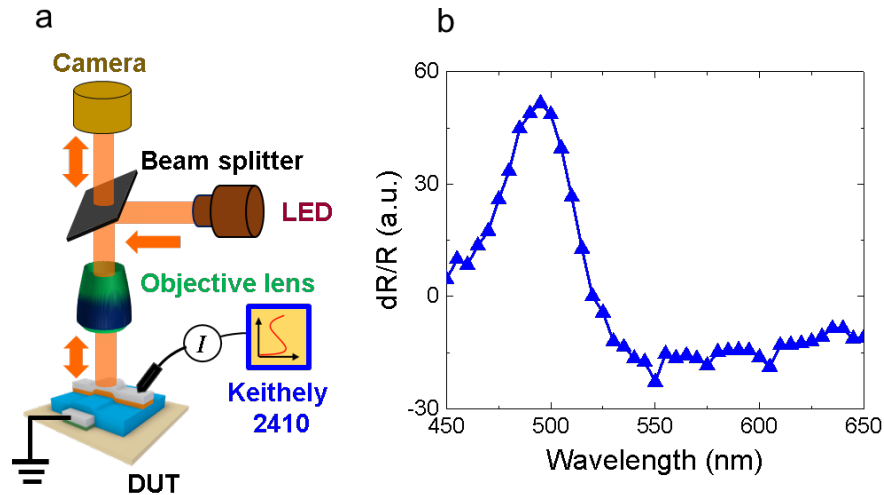 a
Camera
Beam splitter
LED
Objective lens
I
Keithely
2410
DUT
b
dR/R (a.u.)
60
30
0
-30
450
500
550
600
650
Wavelength (nm)